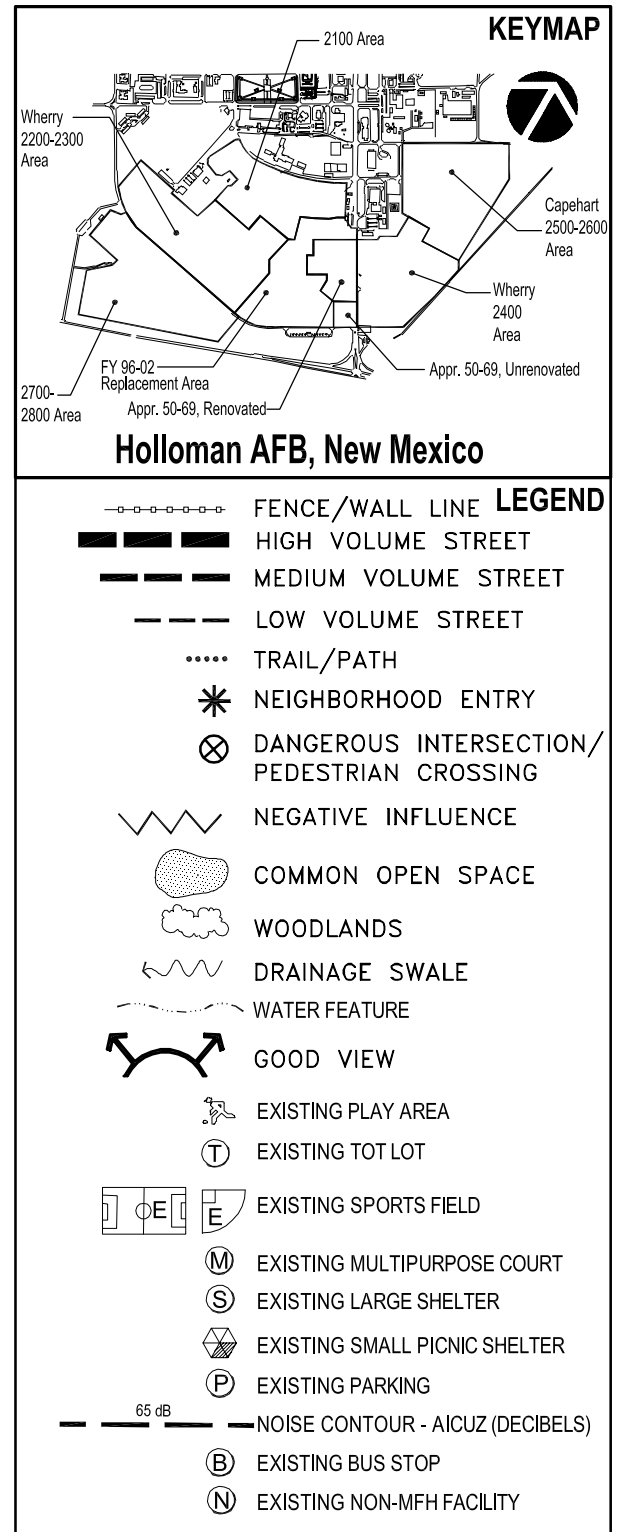 KEYMAP
2100 Area
Wherry
2200-2300
Area
Capehart
2500-2600
Area
Wherry
2400
Area
FY 96-02
Replacement Area
Appr. 50-69, Unrenovated
2700-
2800 Area
Appr. 50-69, Renovated
Holloman AFB, New Mexico
LEGEND
FENCE/WALL LINE
HIGH VOLUME STREET
MEDIUM VOLUME STREET
LOW VOLUME STREET
TRAIL/PATH
NEIGHBORHOOD ENTRY
DANGEROUS INTERSECTION/
PEDESTRIAN CROSSING
NEGATIVE INFLUENCE
COMMON OPEN SPACE
WOODLANDS
DRAINAGE SWALE
WATER FEATURE
GOOD VIEW
EXISTING PLAY AREA
T EXISTING TOT LOT
E E EXISTING SPORTS FIELD
M EXISTING MULTIPURPOSE COURT
S EXISTING LARGE SHELTER
EXISTING SMALL PICNIC SHELTER
P EXISTING PARKING
65 dB NOISE CONTOUR - AICUZ (DECIBELS)
B EXISTING BUS STOP
N EXISTING NON-MFH FACILITY